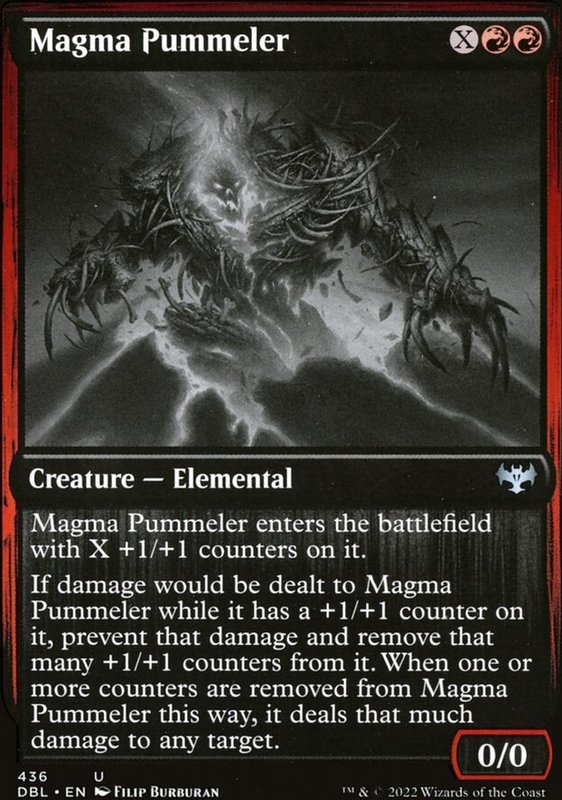 Magma Pummeler X
Creature — Elemental
Magma Pummeler enters the battlefield
with X +1/+1 counters on it.
If damage would be dealt to Magma
Pummeler while it has a +1/+1 counter on
it, prevent that damage and remove that
many +1/+1 counters from it. When one or
more counters are removed from Magma
Pummeler this way, it deals that much
damage to any target.
0/0
436 U
DBL • EN Filip Burburan
™ & © 2022 Wizards of the Coast